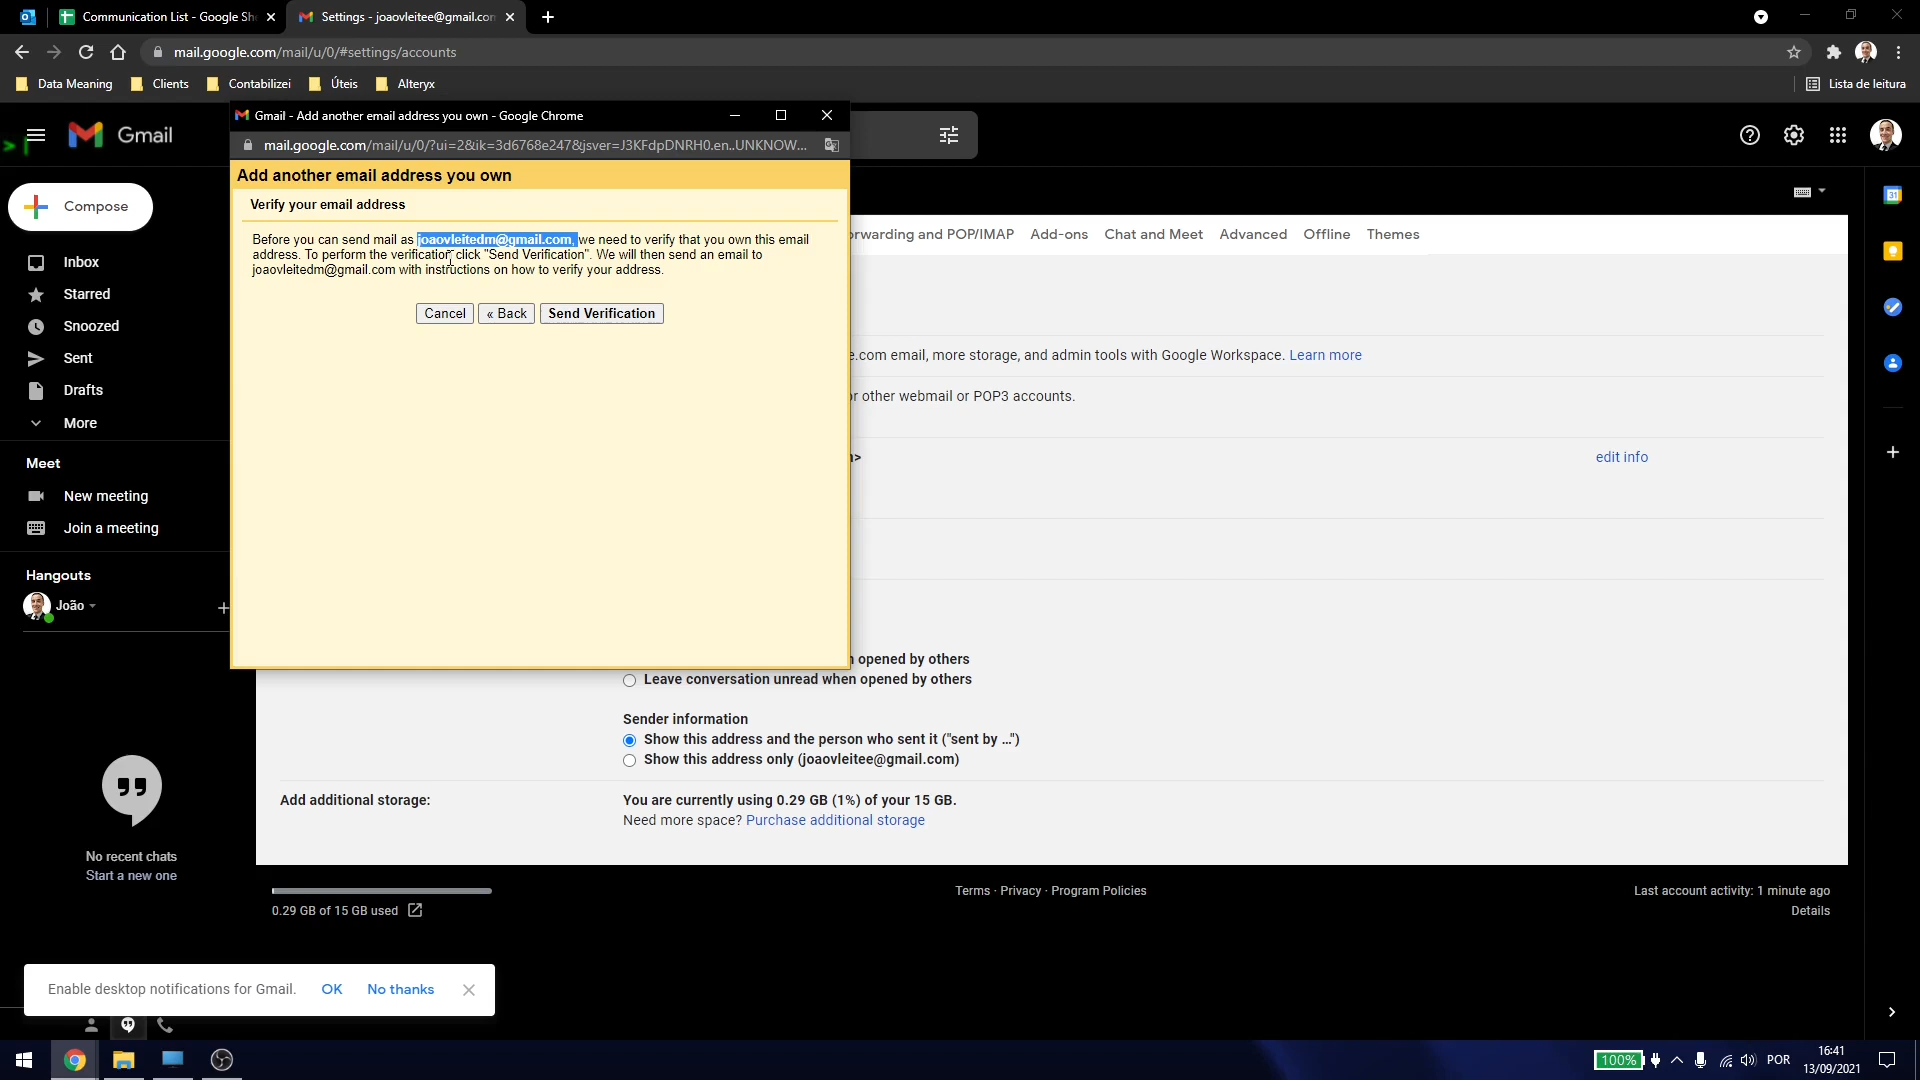 Communication List - Google She
Settings - joaovleitee@gmail.con
mail.google.com/mail/u/0/#settings/accounts
Data Meaning
Clients
Contabilizei
Úteis
Alteryx
Lista de leitura
Gmail - Add another email address you own - Google Chrome
mail.google.com/mail/u/0/?ui=2&ik=3d6768e247&jsver=J3KFdpDNRH0.en..UNKNOW...
Gmail
Add another email address you own
Verify your email address
Before you can send mail as joaovleitedm@gmail.com, we need to verify that you own this email
address. To perform the verification click "Send Verification". We will then send an email to
joaovleitedm@gmail.com with instructions on how to verify your address.
Cancel
« Back
Send Verification
Compose
Inbox
Starred
Snoozed
Sent
Drafts
More
Meet
New meeting
Join a meeting
Hangouts
João
No recent chats
Start a new one
orwarding and POP/IMAP
Add-ons
Chat and Meet
Advanced
Offline
Themes
e.com email, more storage, and admin tools with Google Workspace. Learn more
or other webmail or POP3 accounts.
n>
edit info
n opened by others
Leave conversation unread when opened by others
Sender information
Show this address and the person who sent it ("sent by ...")
Show this address only (joaovleitee@gmail.com)
Add additional storage:
You are currently using 0.29 GB (1%) of your 15 GB.
Need more space? Purchase additional storage
0.29 GB of 15 GB used
Terms · Privacy · Program Policies
Last account activity: 1 minute ago
Details
Enable desktop notifications for Gmail.
OK
No thanks
31
100%
POR
16:41
13/09/2021